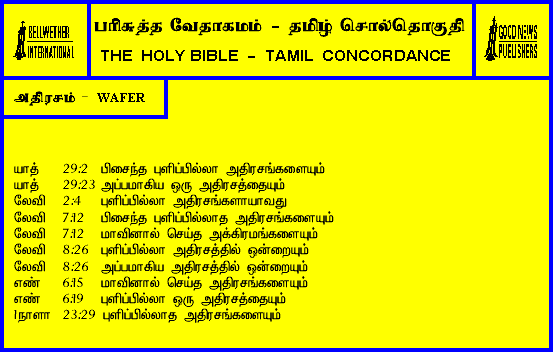 BELLWETHER
INTERNATIONAL
பரிசுத்த வேதாகமம் - தமிழ் சொல்தொகுதி
THE HOLY BIBLE - TAMIL CONCORDANCE
GOOD NEWS
PUBLISHERS
அதிரசம் - WAFER
யாத் 29:2 பிசைந்த புளிப்பில்லா அதிரசங்களையும்
யாத் 29:23 அப்பமாகிய ஒரு அதிரசத்தையும்
லேவி 2:4 புளிப்பில்லா அதிரசங்களாயாவது
லேவி 7:12 பிசைந்த புளிப்பில்லாத அதிரசங்களையும்
லேவி 7:12 மாவினால் செய்த அக்கிரமங்களையும்
லேவி 8:26 புளிப்பில்லா அதிரசத்தில் ஒன்றையும்
லேவி 8:26 அப்பமாகிய அதிரசத்தில் ஒன்றையும்
எண் 6:15 மாவினால் செய்த அதிரசங்களையும்
எண் 6:19 புளிப்பில்லா ஒரு அதிரசத்தையும்
1நாளா 23:29 புளிப்பில்லாத அதிரசங்களையும்